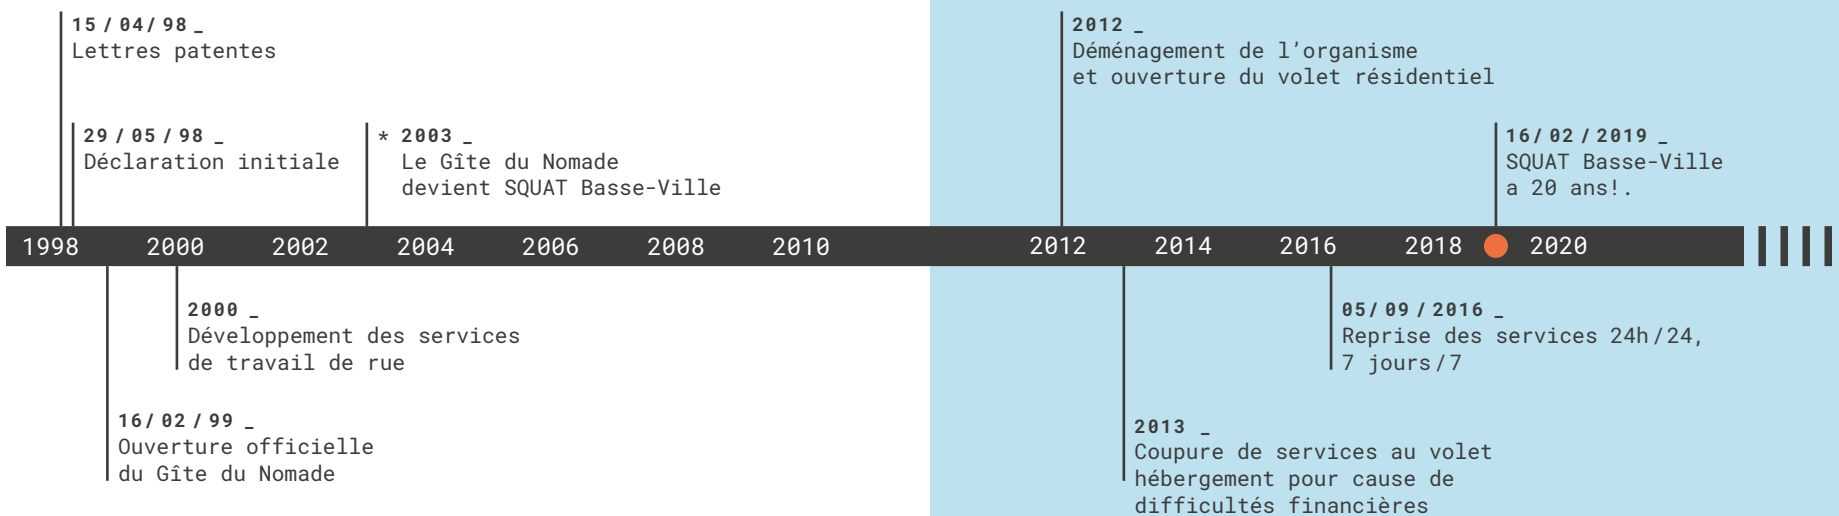 15 / 04/ 98 _
Lettres patentes
29 / 05 / 98 _
Déclaration initiale
* 2003 _
Le Gîte du Nomade
devient SQUAT Basse-Ville
2012 _
Déménagement de l'organisme
et ouverture du volet résidentiel
16/ 02 / 2019 _
SQUAT Basse-Ville
a 20 ans!.
1998 2000 2002 2004 2006 2008 2010 2012 2014 2016 2018 2020
2000 _
Développement des services
de travail de rue
16/ 02 / 99 _
Ouverture officielle
du Gîte du Nomade
05/ 09 / 2016 _
Reprise des services 24h/24,
7 jours/7
2013 _
Coupure de services au volet
hébergement pour cause de
difficultés financières